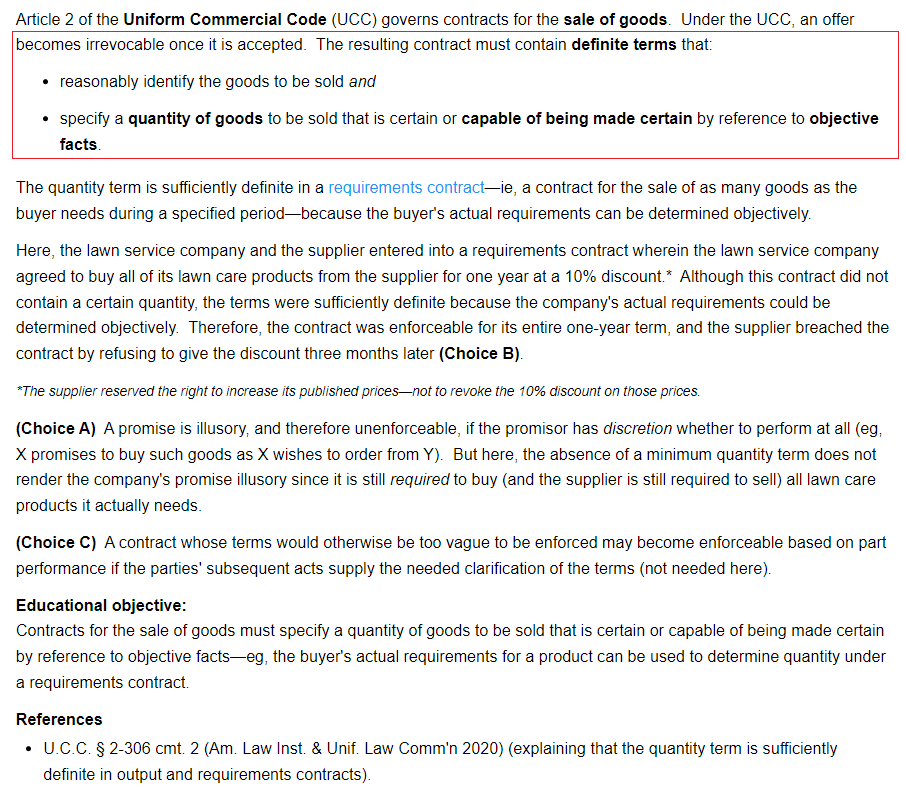 Article 2 of the Uniform Commercial Code (UCC) governs contracts for the sale of goods. Under the UCC, an offer
becomes irrevocable once it is accepted. The resulting contract must contain definite terms that:
• reasonably identify the goods to be sold and
• specify a quantity of goods to be sold that is certain or capable of being made certain by reference to objective
facts.
The quantity term is sufficiently definite in a requirements contract—ie, a contract for the sale of as many goods as the
buyer needs during a specified period—because the buyer's actual requirements can be determined objectively.
Here, the lawn service company and the supplier entered into a requirements contract wherein the lawn service company
agreed to buy all of its lawn care products from the supplier for one year at a 10% discount.* Although this contract did not
contain a certain quantity, the terms were sufficiently definite because the company's actual requirements could be
determined objectively. Therefore, the contract was enforceable for its entire one-year term, and the supplier breached the
contract by refusing to give the discount three months later (Choice B).
*The supplier reserved the right to increase its published prices—not to revoke the 10% discount on those prices.
(Choice A) A promise is illusory, and therefore unenforceable, if the promisor has discretion whether to perform at all (eg,
X promises to buy such goods as X wishes to order from Y). But here, the absence of a minimum quantity term does not
render the company's promise illusory since it is still required to buy (and the supplier is still required to sell) all lawn care
products it actually needs.
(Choice C) A contract whose terms would otherwise be too vague to be enforced may become enforceable based on part
performance if the parties' subsequent acts supply the needed clarification of the terms (not needed here).
Educational objective:
Contracts for the sale of goods must specify a quantity of goods to be sold that is certain or capable of being made certain
by reference to objective facts—eg, the buyer's actual requirements for a product can be used to determine quantity under
a requirements contract.
References
• U.C.C. § 2-306 cmt. 2 (Am. Law Inst. & Unif. Law Comm'n 2020) (explaining that the quantity term is sufficiently
definite in output and requirements contracts).